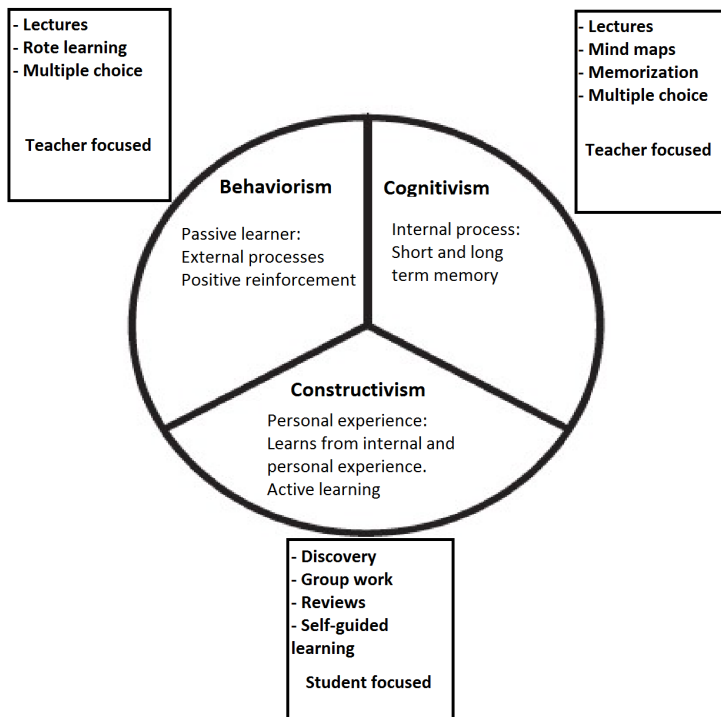 - Lectures
- Rote learning
- Multiple choice
Teacher focused
- Lectures
- Mind maps
- Memorization
- Multiple choice
Teacher focused
Behaviorism
Passive learner:
External processes
Positive reinforcement
Cognitivism
Internal process:
Short and long
term memory
Constructivism
Personal experience:
Learns from internal and
personal experience.
Active learning
- Discovery
- Group work
- Reviews
- Self-guided
learning
Student focused